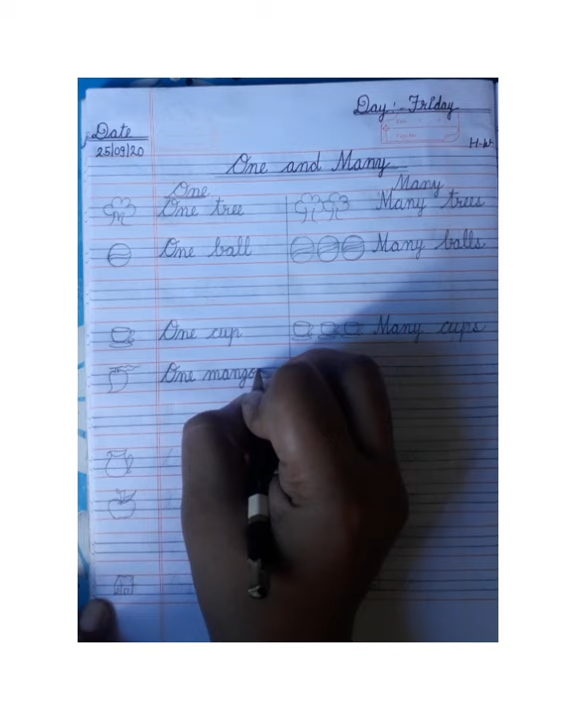 Day :- Friday
Date
25/09/20
H.W.
One and Many
One
Many
One tree
Many trees
One ball
Many balls
One cup
Many cups
One mango